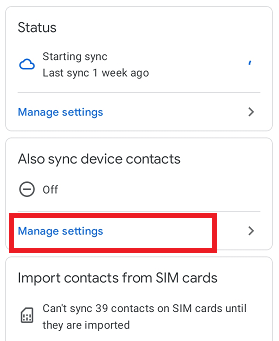 Status
Starting sync
Last sync 1 week ago
Manage settings
Also sync device contacts
Off
Manage settings
Import contacts from SIM cards
Can't sync 39 contacts on SIM cards until
they are imported